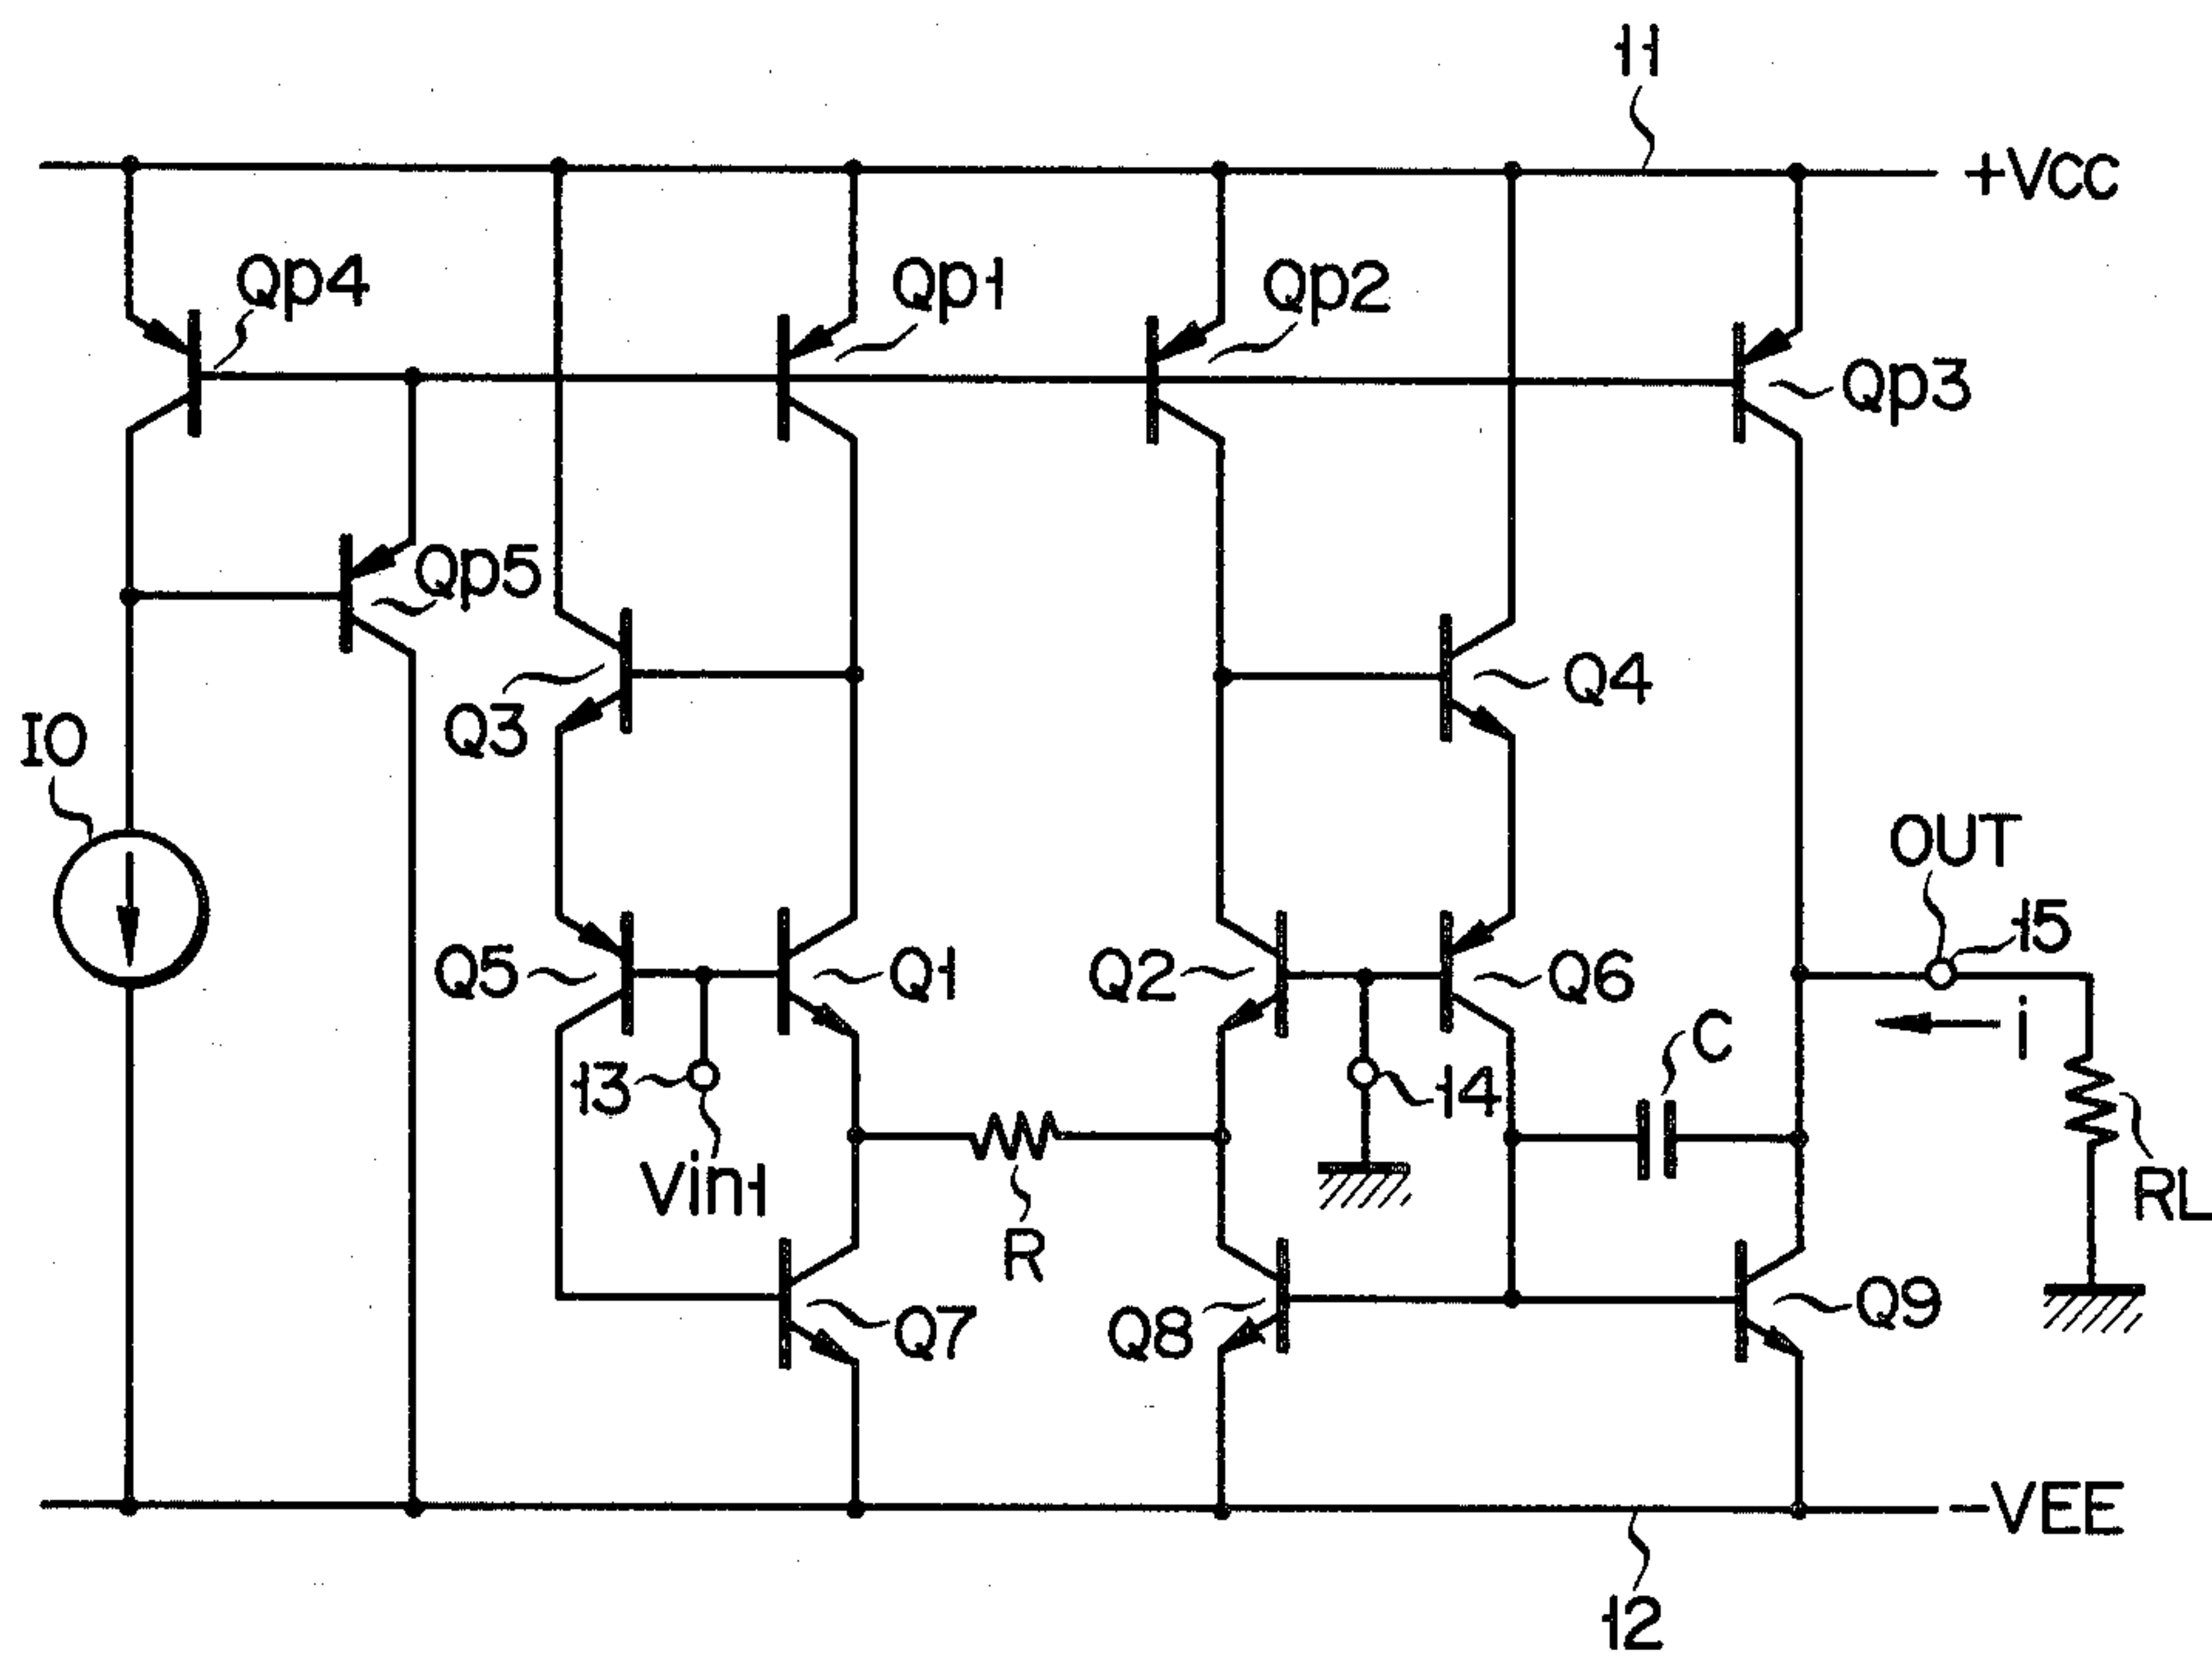 11
+VCC
Qp4
Qp1
Qp2
Qp3
Qp5
Q3
Q4
IO
OUT
15
Q5
Q1
Q2
Q6
i
C
13
14
Vin1
R
RL
Q7
Q8
Q9
-VEE
12